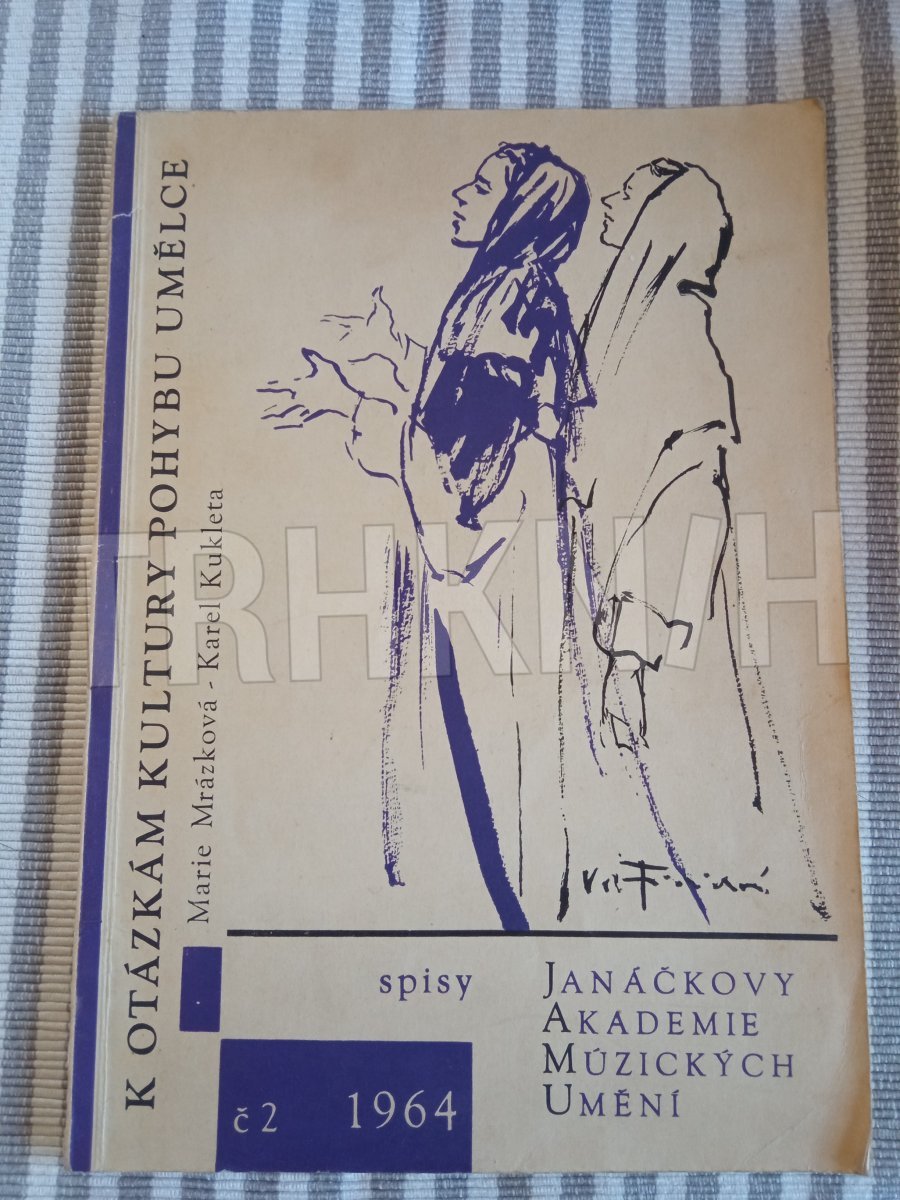 K OTÁZKÁM KULTURY POHYBU UMĚLCE
Marie Mrázková - Karel Kukleta
TRHKNIH
spisy
JANÁČKOVY
AKADEMIE
MÚZICKÝCH
UMĚNÍ
č 2 1964